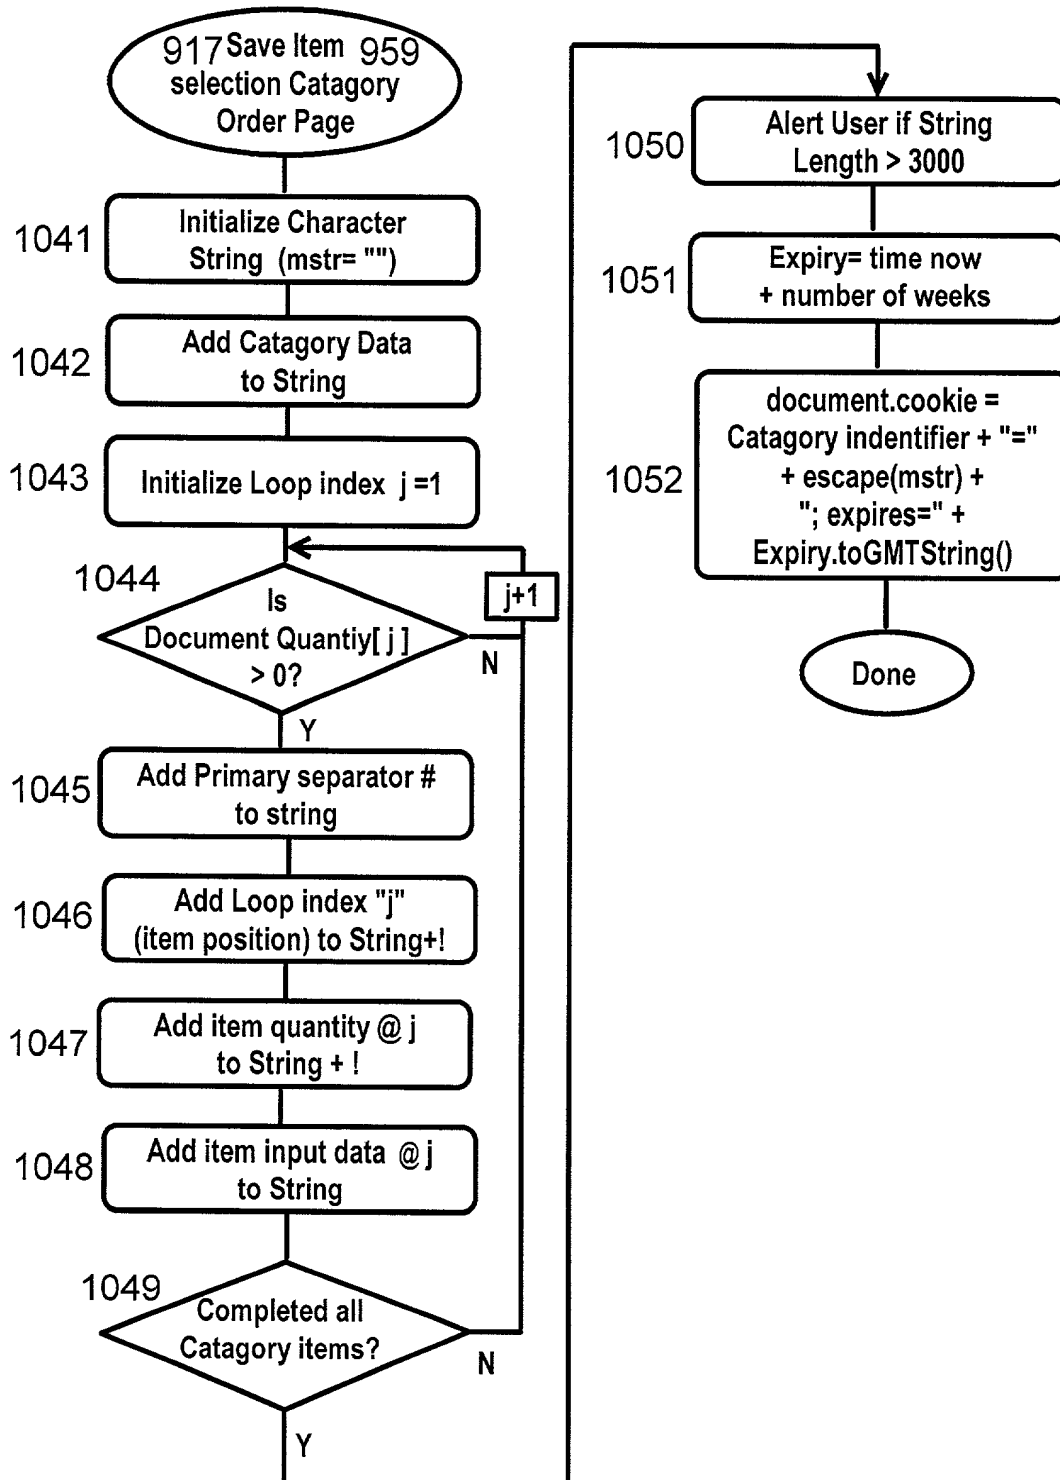 917 Save Item 959
selection Catagory
Order Page
1041
Initialize Character
String (mstr= "")
1042
Add Catagory Data
to String
1043
Initialize Loop index j =1
1044
Is
Document Quantiy[ j ]
> 0?
j+1
N
Y
1045
Add Primary separator #
to string
1046
Add Loop index "j"
(item position) to String+!
1047
Add item quantity @ j
to String + !
1048
Add item input data @ j
to String
1049
Completed all
Catagory items?
N
Y
1050
Alert User if String
Length > 3000
1051
Expiry= time now
+ number of weeks
1052
document.cookie =
Catagory indentifier + "="
+ escape(mstr) +
"; expires=" +
Expiry.toGMTString()
Done